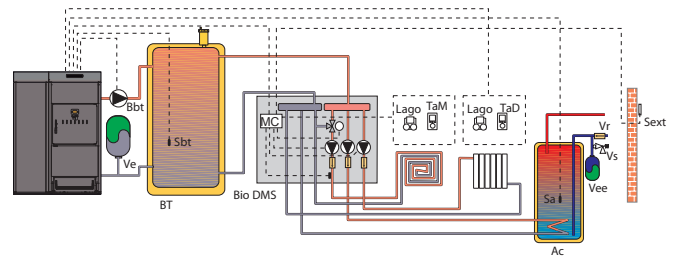 Bbt
Ve
Sbt
BT
Bio DMS
MC
Lago TaM
Lago TaD
Vr
Vs
Vee
Sext
Sa
Ac